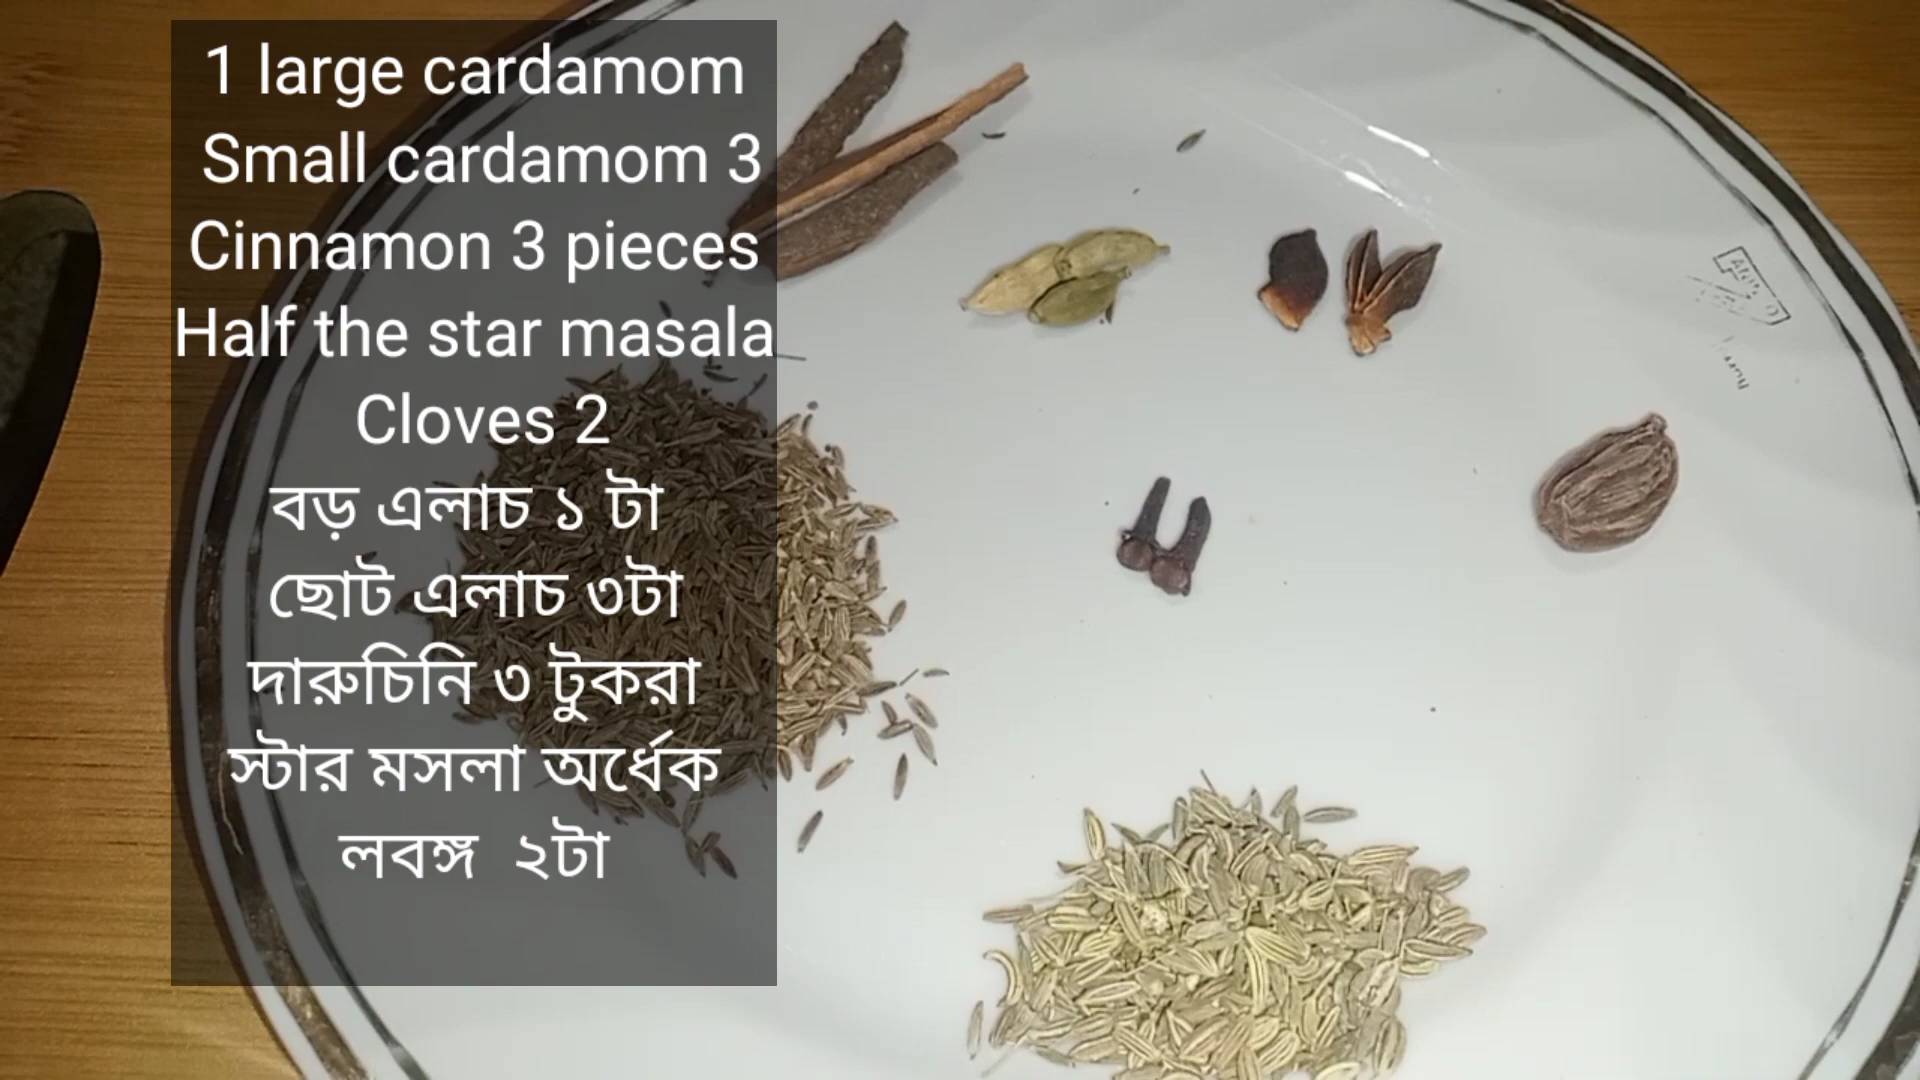 1 large cardamom
Small cardamom 3
Cinnamon 3 pieces
Half the star masala
Cloves 2
বড় এলাচ ১ টা
ছোট এলাচ ৩টা
দারুচিনি ৩ টুকরা
স্টার মসলা অর্ধেক
লবঙ্গ ২টা